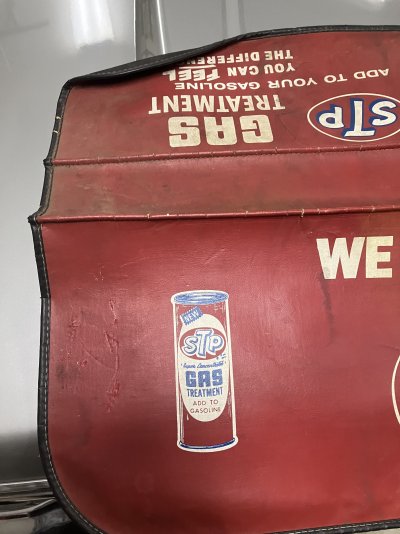 GAS
TREATMENT
ADD TO YOUR GASOLINE
YOU CAN FEEL
THE DIFFERENCE
STP
WE
NEW
STP
Super Concentrated
GAS
TREATMENT
ADD TO
GASOLINE